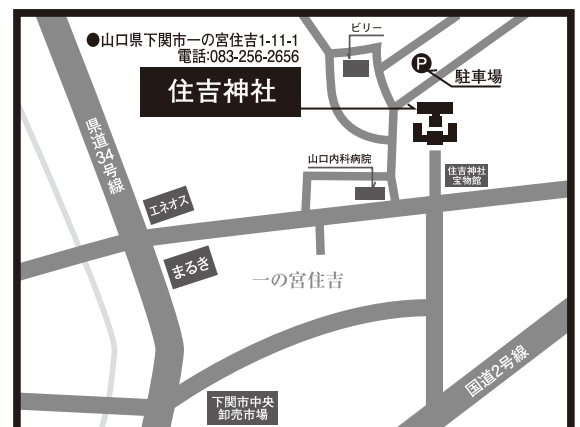 ●山口県下関市一の宮住吉1-11-1
電話:083-256-2656
住吉神社
ビリー
P
駐車場
県道34号線
山口内科病院
住吉神社
宝物館
エネオス
まるき
一の宮住吉
国道2号線
下関市中央
卸売市場